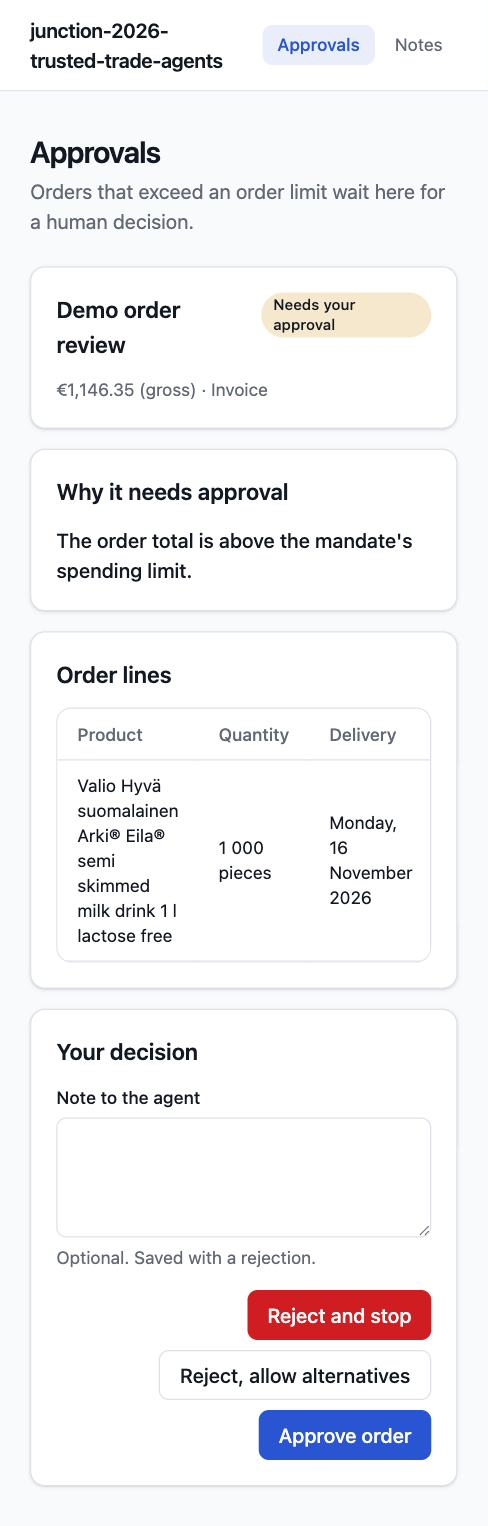 junction-2026-
trusted-trade-agents
Approvals
Notes
Approvals
Orders that exceed an order limit wait here for
a human decision.
Demo order
review
Needs your
approval
€1,146.35 (gross) · Invoice
Why it needs approval
The order total is above the mandate's
spending limit.
Order lines
Product
Quantity
Delivery
Valio Hyvä
suomalainen
Arki® Eila®
semi
skimmed
milk drink 1 l
lactose free
1 000
pieces
Monday,
16
November
2026
Your decision
Note to the agent
Optional. Saved with a rejection.
Reject and stop
Reject, allow alternatives
Approve order